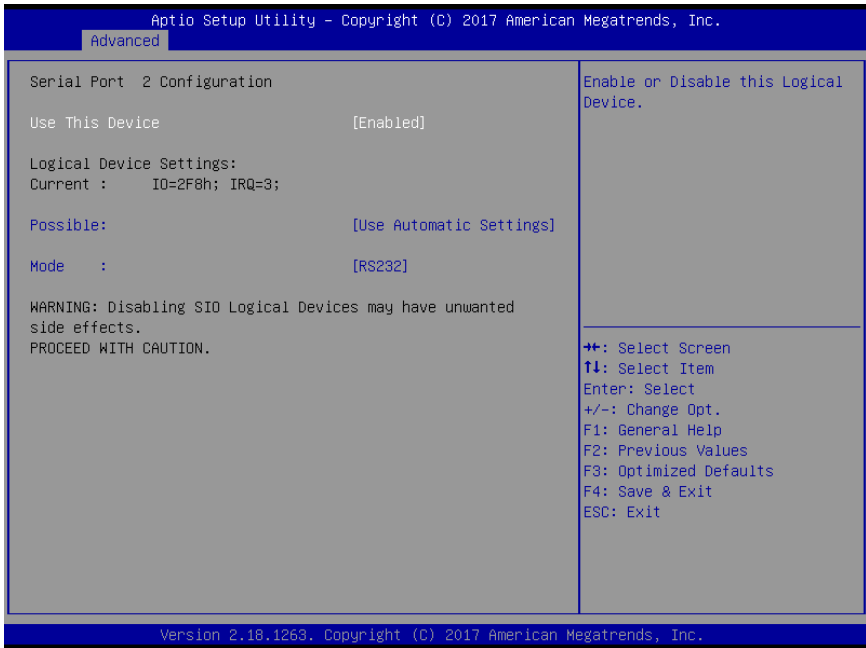 Aptio Setup Utility – Copyright (C) 2017 American Megatrends, Inc.
Advanced
Serial Port 2 Configuration
Use This Device [Enabled]
Logical Device Settings:
Current : IO=2F8h; IRQ=3;
Possible: [Use Automatic Settings]
Mode : [RS232]
WARNING: Disabling SIO Logical Devices may have unwanted
side effects.
PROCEED WITH CAUTION.
Enable or Disable this Logical
Device.
→←: Select Screen
↑↓: Select Item
Enter: Select
+/-: Change Opt.
F1: General Help
F2: Previous Values
F3: Optimized Defaults
F4: Save & Exit
ESC: Exit
Version 2.18.1263. Copyright (C) 2017 American Megatrends, Inc.